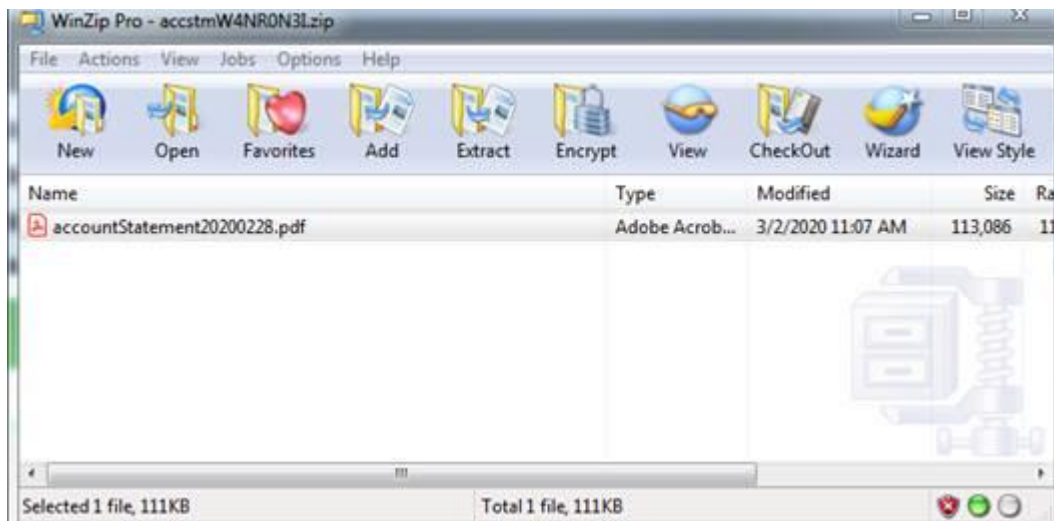 WinZip Pro - accstmW4NR0N3I.zip
File Actions View Jobs Options Help
New Open Favorites Add Extract Encrypt View CheckOut Wizard View Style
Name Type Modified Size Ra
accountStatement20200228.pdf Adobe Acrob... 3/2/2020 11:07 AM 113,086 11
Selected 1 file, 111KB Total 1 file, 111KB